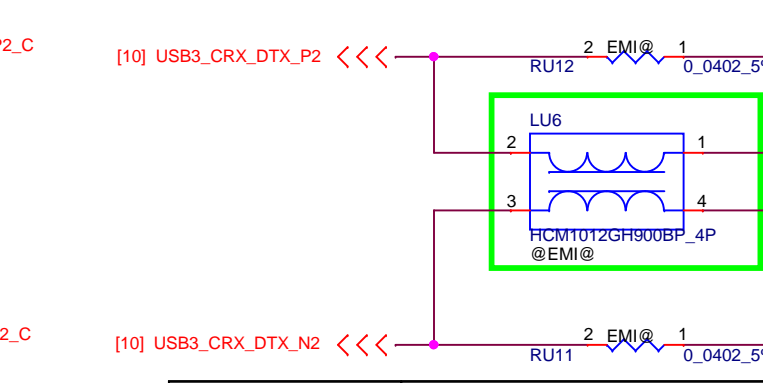 P2_C
[10] USB3_CRX_DTX_P2
2 EMI@ 1
RU12
0_0402_5%
LU6
2
1
3
4
HCM1012GH900BP_4P
@EMI@
2_C
[10] USB3_CRX_DTX_N2
2 EMI@ 1
RU11
0_0402_5%